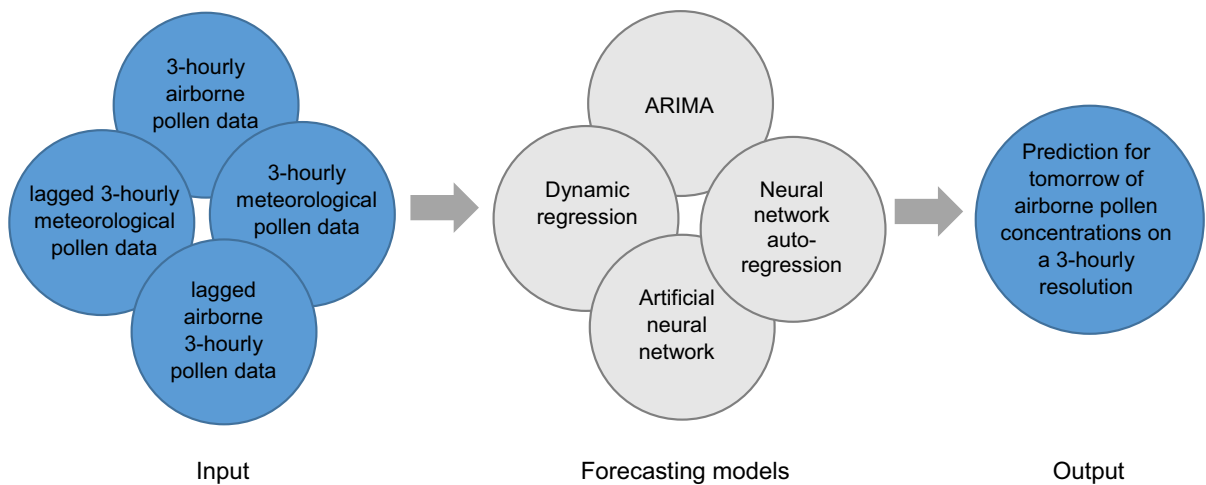 3-hourly
airborne
pollen data
lagged 3-hourly
meteorological
pollen data
3-hourly
meteorological
pollen data
lagged
airborne
3-hourly
pollen data
Input
ARIMA
Dynamic
regression
Neural
network
auto-
regression
Artificial
neural
network
Forecasting models
Prediction for
tomorrow of
airborne pollen
concentrations on
a 3-hourly
resolution
Output